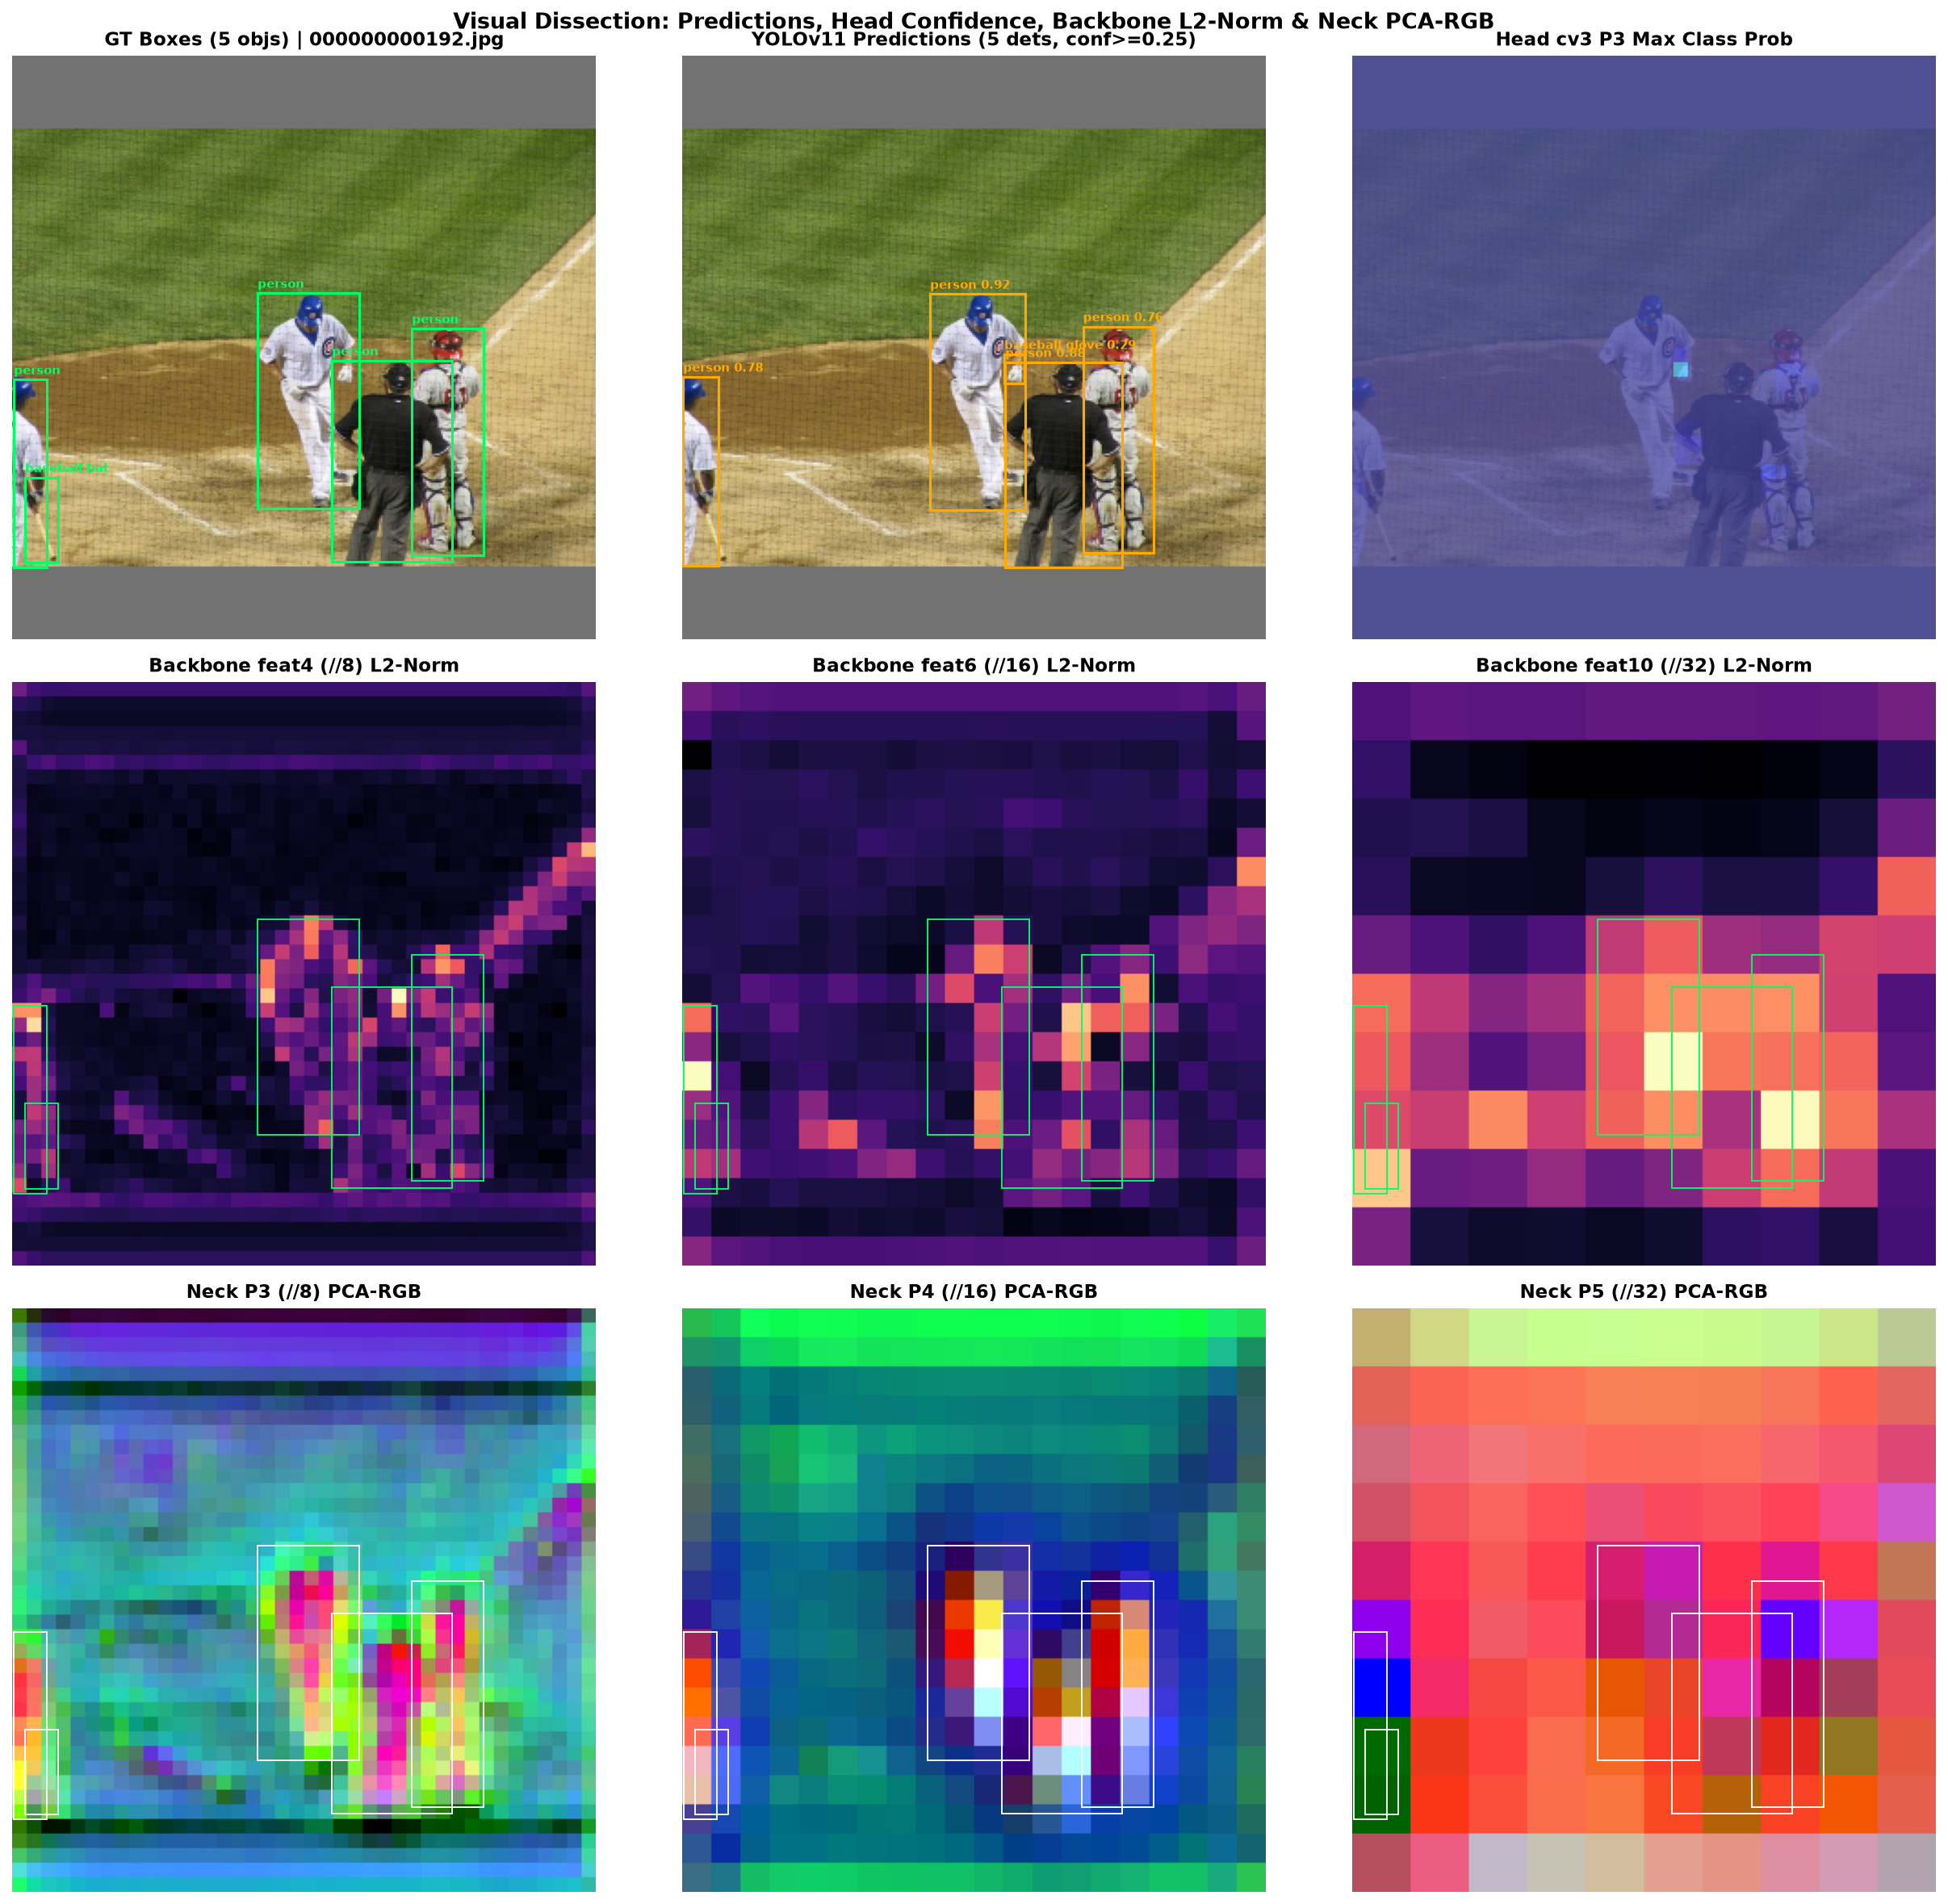 Visual Dissection: Predictions, Head Confidence, Backbone L2-Norm & Neck PCA-RGB
GT Boxes (5 objs) | 000000000192.jpg
YOLOv11 Predictions (5 dets, conf>=0.25)
Head cv3 P3 Max Class Prob
person
person
person
person
baseball bat
person 0.92
person 0.76
baseball glove 0.29
person 0.88
person 0.78
C
Backbone feat4 (//8) L2-Norm
Backbone feat6 (//16) L2-Norm
Backbone feat10 (//32) L2-Norm
Neck P3 (//8) PCA-RGB
Neck P4 (//16) PCA-RGB
Neck P5 (//32) PCA-RGB